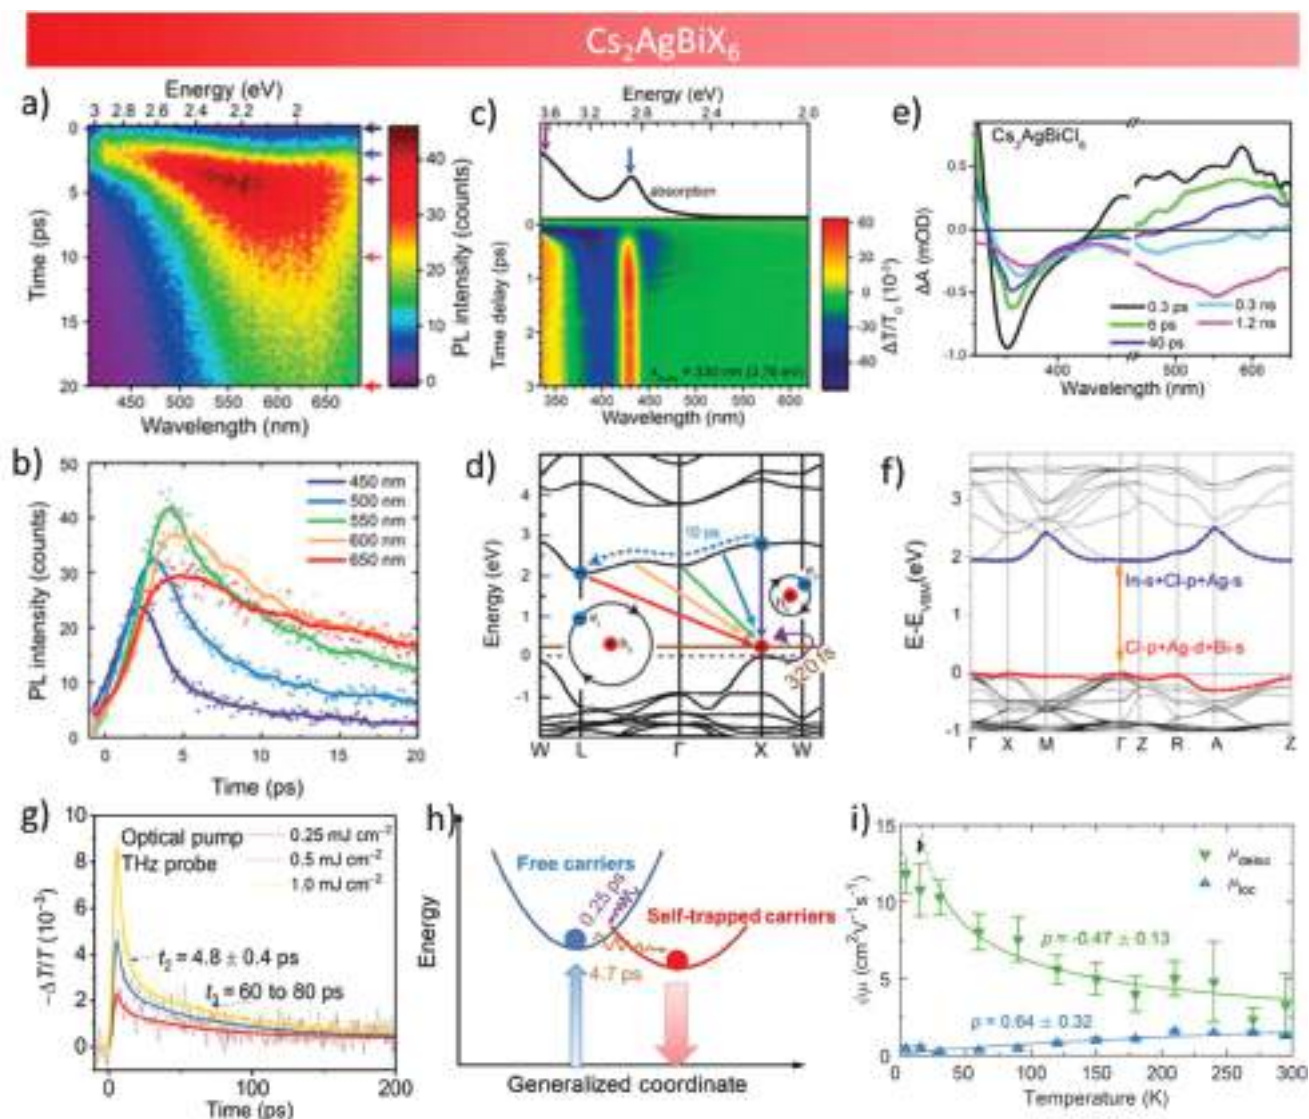 Cs₂AgBiX₆
a)
Energy (eV)
3 2.8 2.6 2.4 2.2 2
0
5
10
15
20
Time (ps)
450 500 550 600 650
Wavelength (nm)
40
30
20
10
0
PL intensity (counts)
c)
Energy (eV)
3.6 3.2 2.8 2.4 2.0
absorption
0
1
2
3
Time delay (ps)
350 400 450 500 550 600
Wavelength (nm)
60
30
0
-30
-60
ΔT/T₀ (10⁻³)
e)
Cs₂AgBiCl₆
0.5
0.0
-0.5
-1.0
ΔA (mOD)
0.3 ps
6 ps
40 ps
0.3 ns
1.2 ns
400 500 600
Wavelength (nm)
b)
50
40
30
20
10
0
PL intensity (counts)
450 nm
500 nm
550 nm
600 nm
650 nm
0 5 10 15 20
Time (ps)
d)
4
3
2
1
0
-1
Energy (eV)
10 ps
320 fs
W L Γ X W
f)
3
2
1
0
-1
E-E_VBM (eV)
In-s+Cl-p+Ag-s
Cl-p+Ag-d+Bi-s
Γ X M Γ Z R A Z
g)
10
8
6
4
2
0
−ΔT/T (10⁻³)
Optical pump
THz probe
0.25 mJ cm⁻²
0.5 mJ cm⁻²
1.0 mJ cm⁻²
t₂ = 4.8 ± 0.4 ps
t₃ = 60 to 80 ps
0 100 200
Time (ps)
h)
Energy
Free carriers
0.25 ps
Self-trapped carriers
4.7 ps
Generalized coordinate
i)
15
10
5
0
φμ (cm²V⁻¹s⁻¹)
μ_deloc
μ_loc
p = -0.47 ± 0.13
p = 0.64 ± 0.32
0 50 100 150 200 250 300
Temperature (K)